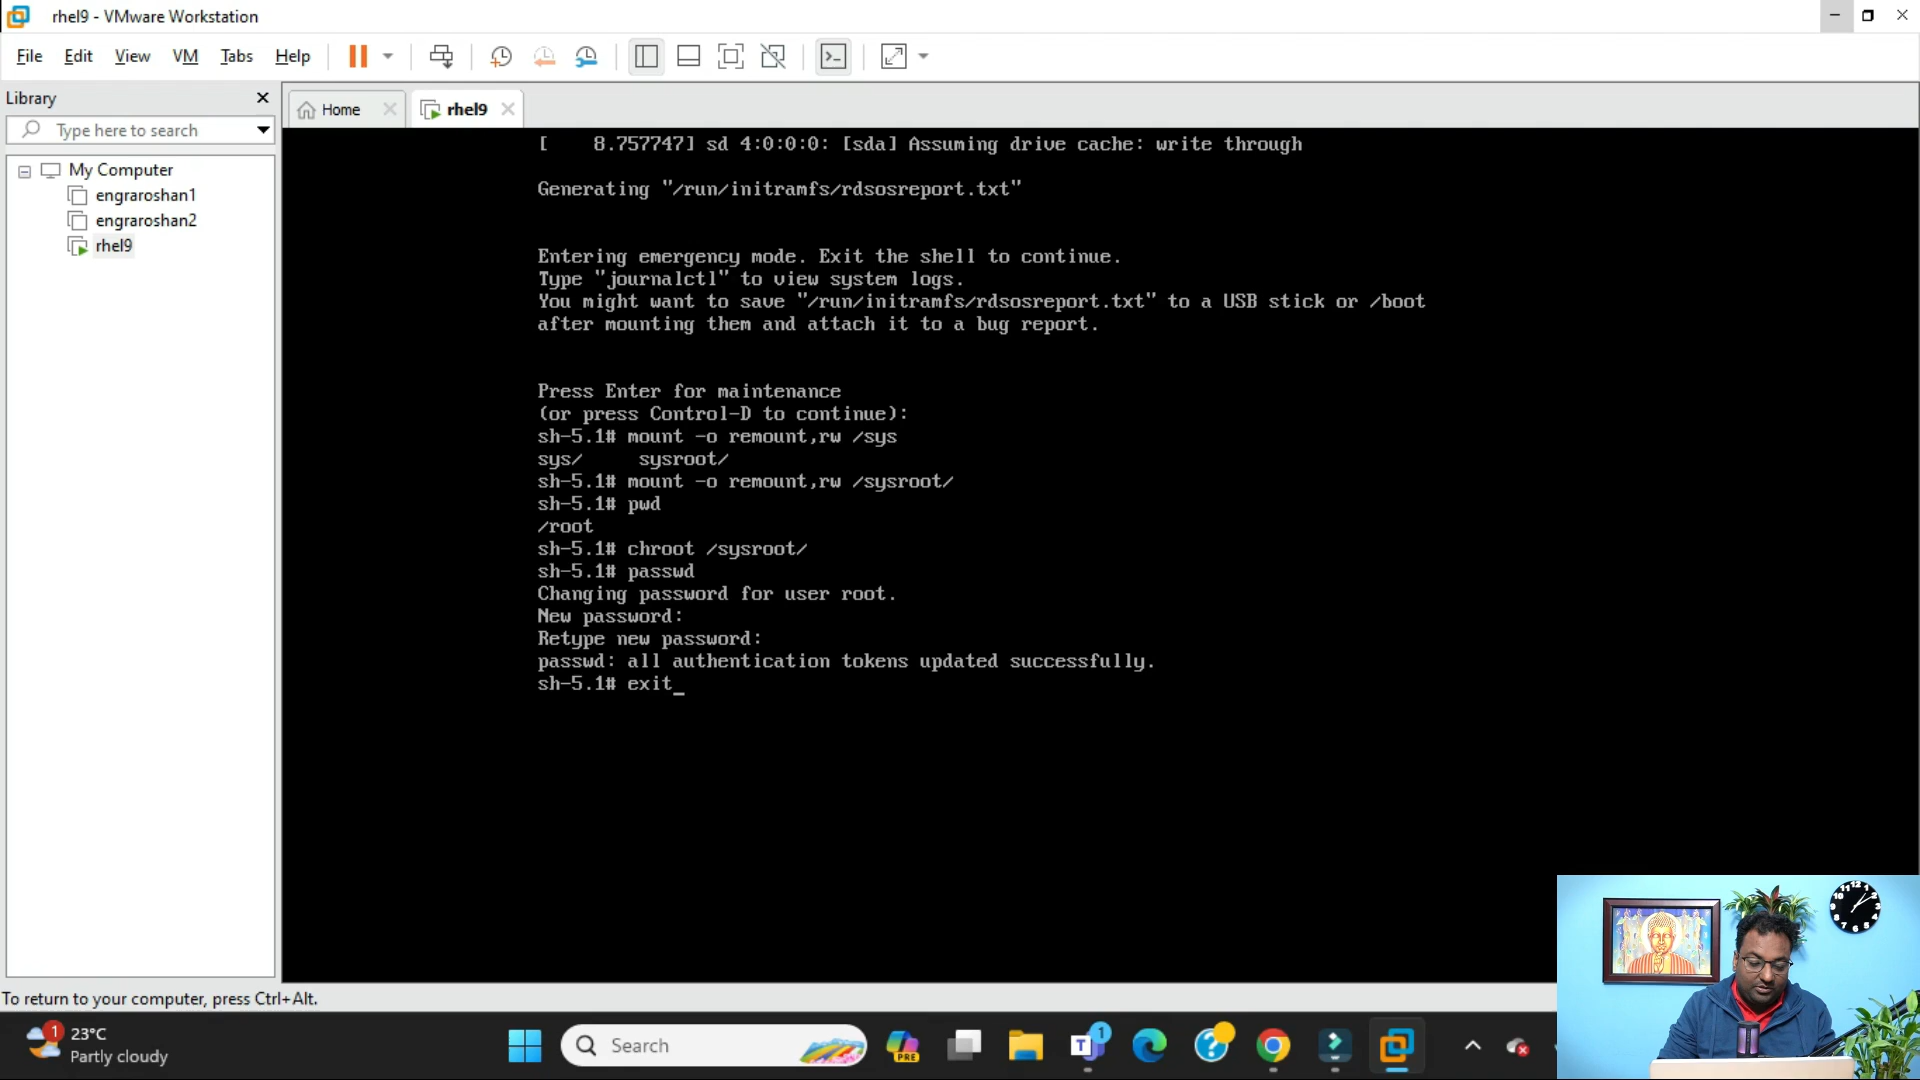 rhel9 - VMware Workstation
File Edit View VM Tabs Help
Library
Type here to search
My Computer
engraroshan1
engraroshan2
rhel9
Home
rhel9
[    8.757747] sd 4:0:0:0: [sda] Assuming drive cache: write through
Generating "/run/initramfs/rdsosreport.txt"
Entering emergency mode. Exit the shell to continue.
Type "journalctl" to view system logs.
You might want to save "/run/initramfs/rdsosreport.txt" to a USB stick or /boot
after mounting them and attach it to a bug report.
Press Enter for maintenance
(or press Control-D to continue):
sh-5.1# mount -o remount,rw /sys
sys/     sysroot/
sh-5.1# mount -o remount,rw /sysroot/
sh-5.1# pwd
/root
sh-5.1# chroot /sysroot/
sh-5.1# passwd
Changing password for user root.
New password:
Retype new password:
passwd: all authentication tokens updated successfully.
sh-5.1# exit_
To return to your computer, press Ctrl+Alt.
1
23°C
Partly cloudy
Search
PRE
T 1